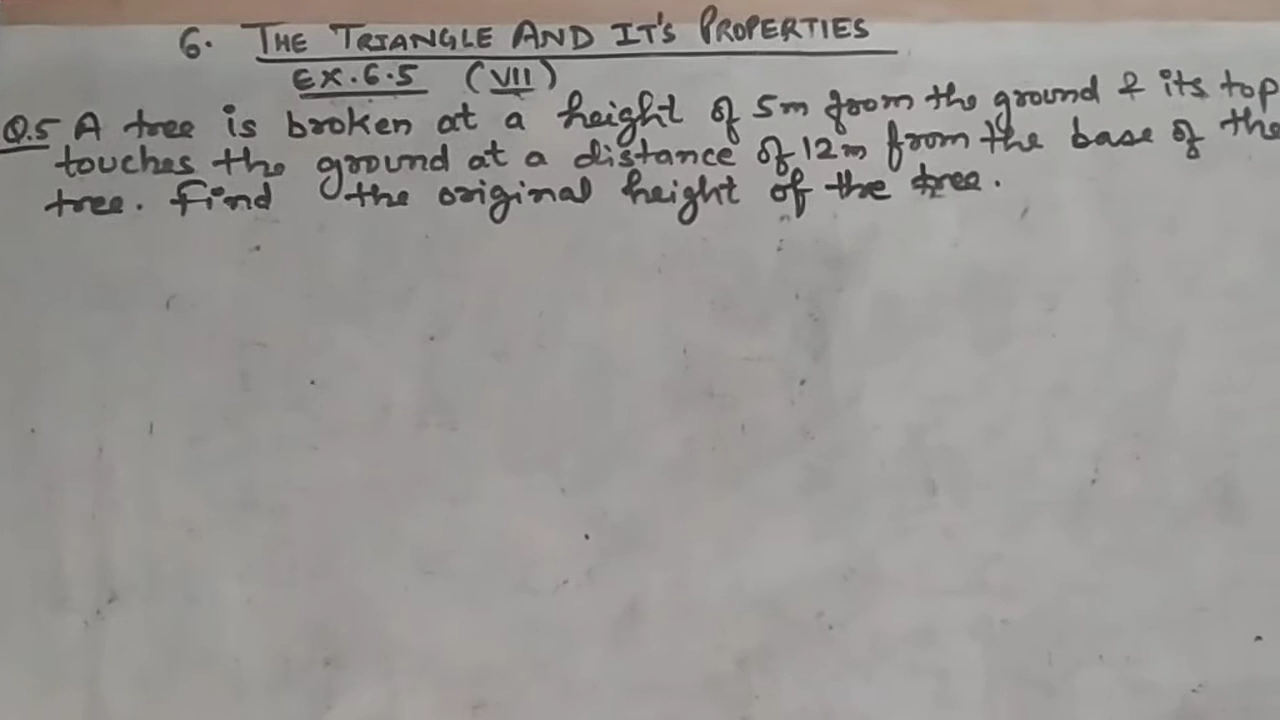 6. THE TRIANGLE AND IT'S PROPERTIES
EX.6.5 (VII)
Q.5 A tree is broken at a height of 5m from the ground & its top
touches the ground at a distance of 12m from the base of the
tree. Find the original height of the tree.